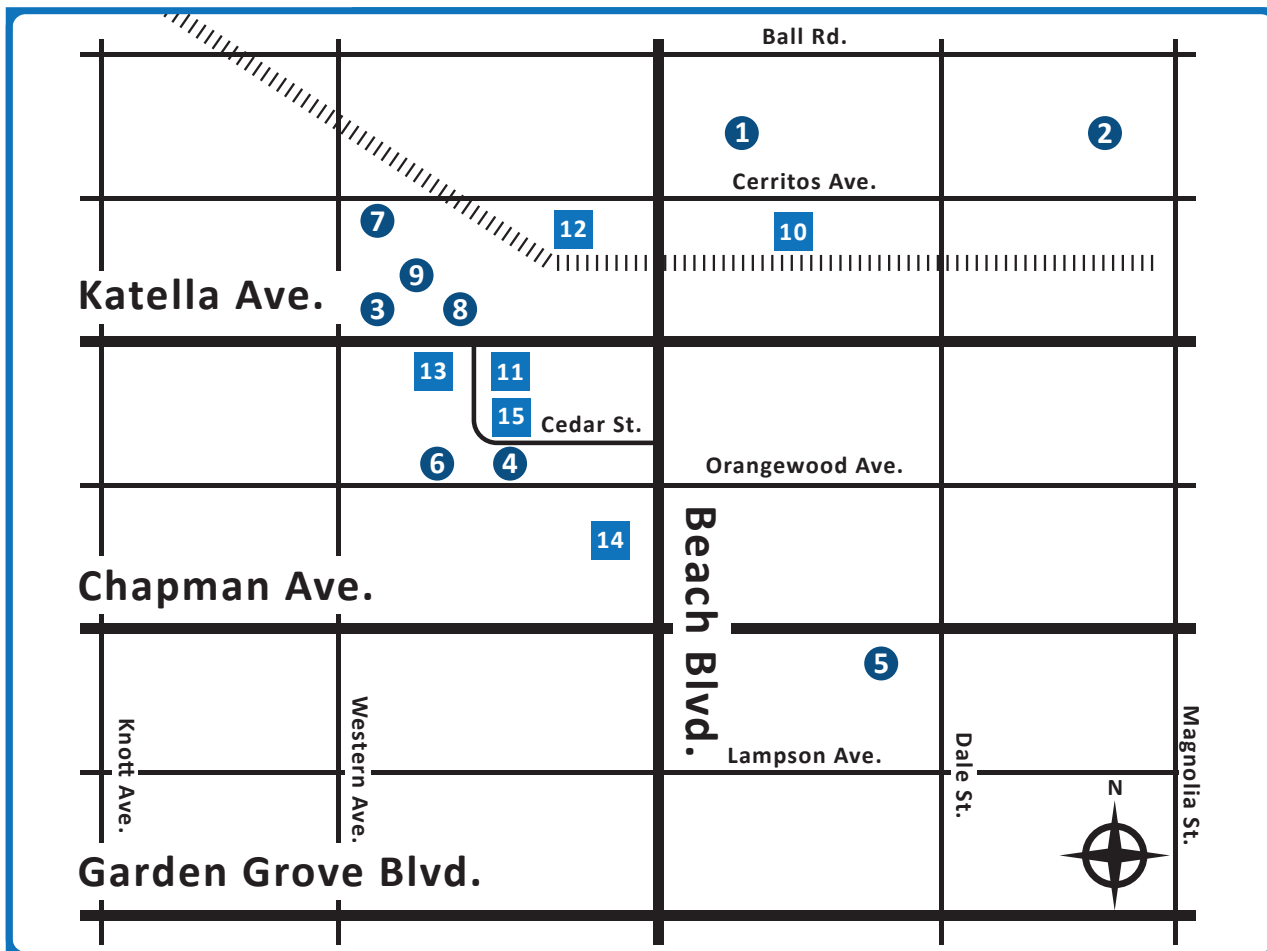 Ball Rd.
1
2
Cerritos Ave.
7
12
10
9
Katella Ave.
3
8
13
11
15
Cedar St.
6
4
Orangewood Ave.
14
Beach Blvd.
Chapman Ave.
5
Knott Ave.
Western Ave.
Lampson Ave.
Dale St.
Magnolia St.
N
Garden Grove Blvd.